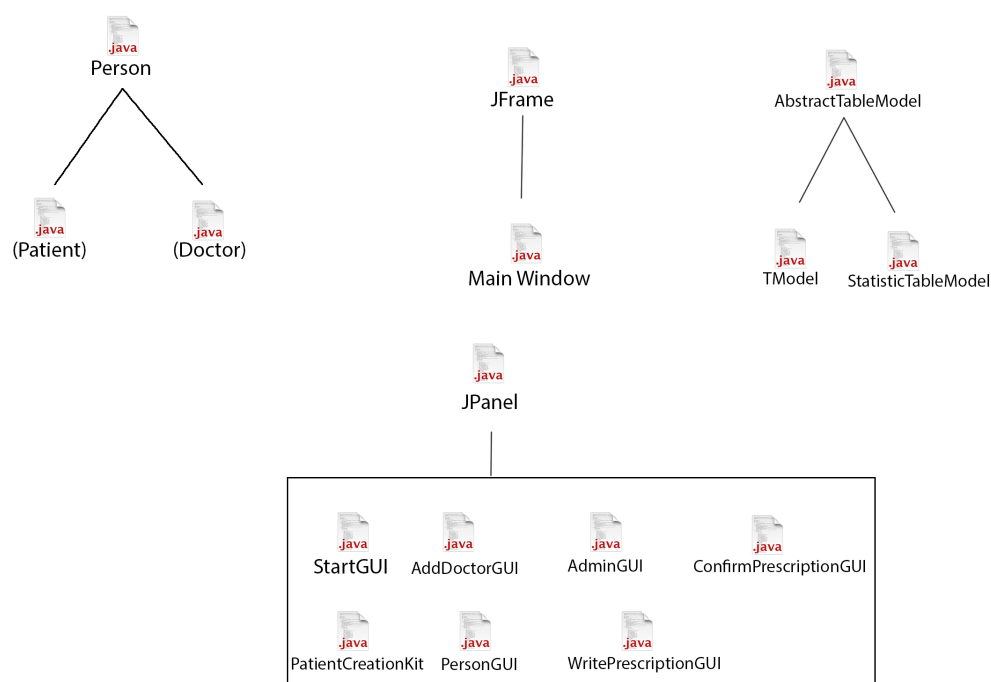 .java
Person
.java
JFrame
.java
AbstractTableModel
.java
(Patient)
.java
(Doctor)
.java
Main Window
.java
TModel
.java
StatisticTableModel
.java
JPanel
.java
StartGUI
.java
AddDoctorGUI
.java
AdminGUI
.java
ConfirmPrescriptionGUI
.java
PatientCreationKit
.java
PersonGUI
.java
WritePrescriptionGUI